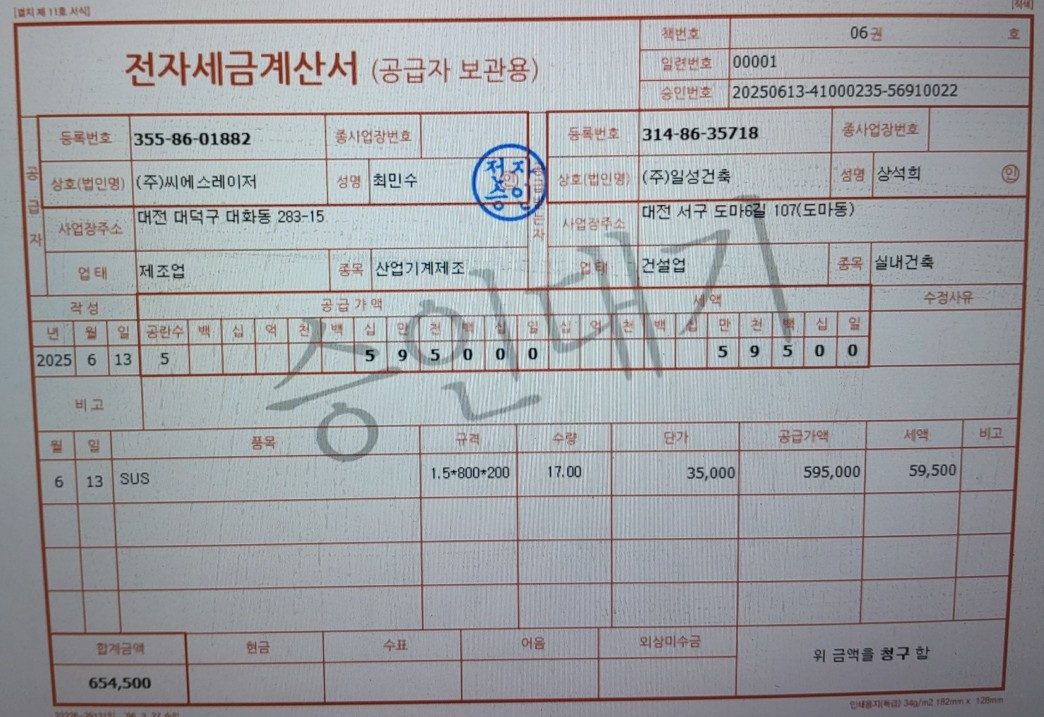 [별지 제 11호 서식]
[적색]
전자세금계산서 (공급자 보관용)
책번호 06권 호
일련번호 00001
승인번호 20250613-41000235-56910022
공급자
등록번호 355-86-01882 종사업장번호
상호(법인명) (주)씨에스레이저 성명 최민수
사업장주소 대전 대덕구 대화동 283-15
업태 제조업 종목 산업기계제조
전자
승인
등록번호 314-86-35718 종사업장번호
상호(법인명) (주)일성건축 성명 상석희 인
사업장주소 대전 서구 도마6길 107(도마동)
업태 건설업 종목 실내건축
작성 공급가액 세액 수정사유
년 월 일 공란수 백 십 억 천 백 십 만 천 백 십 일 십 억 천 백 십 만 천 백 십 일
2025 6 13 5 5 9 5 0 0 0 5 9 5 0 0
비고
승인대기
월 일 품목 규격 수량 단가 공급가액 세액 비고
6 13 SUS 1.5*800*200 17.00 35,000 595,000 59,500
합계금액 현금 수표 어음 외상미수금 위 금액을 청구 함
654,500
인쇄용지(특급) 34g/m2 182mm x 128mm